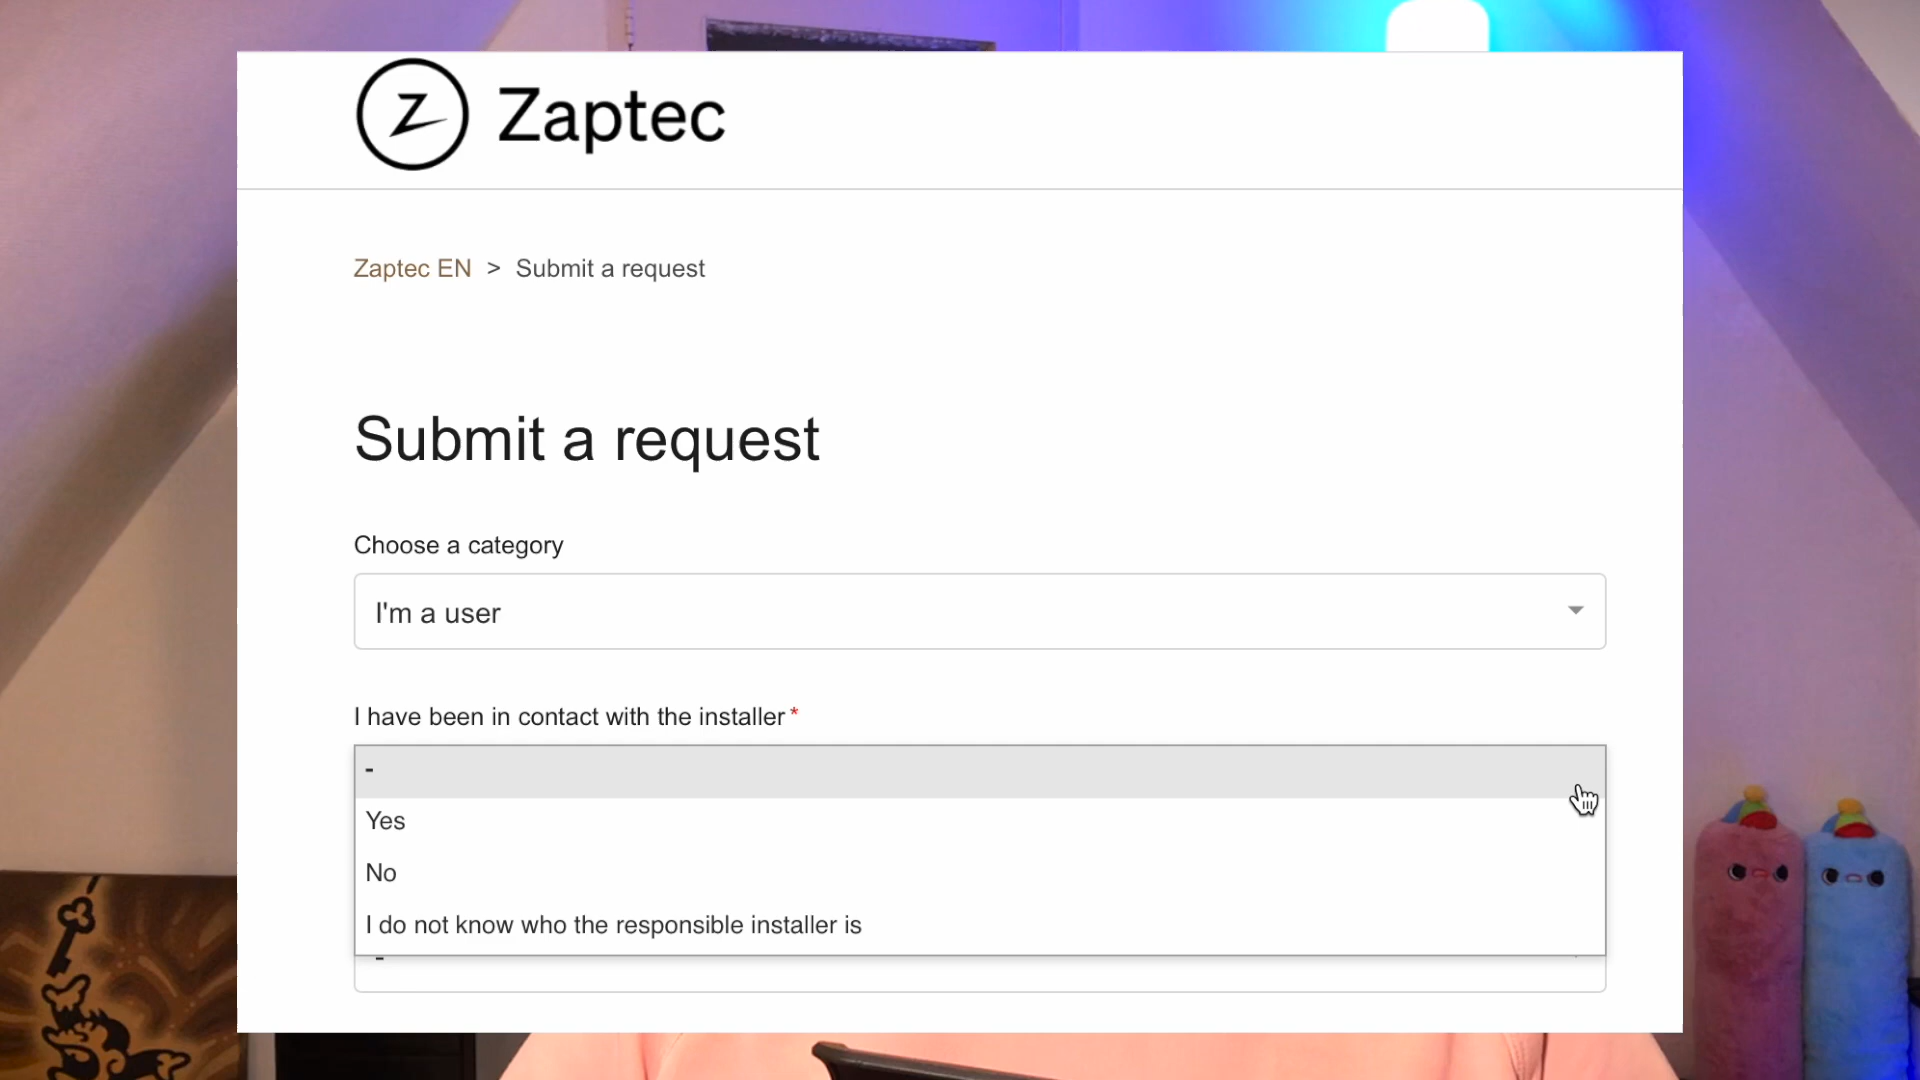 Zaptec
Zaptec EN > Submit a request
Submit a request
Choose a category
I'm a user
I have been in contact with the installer*
-
Yes
No
I do not know who the responsible installer is
-